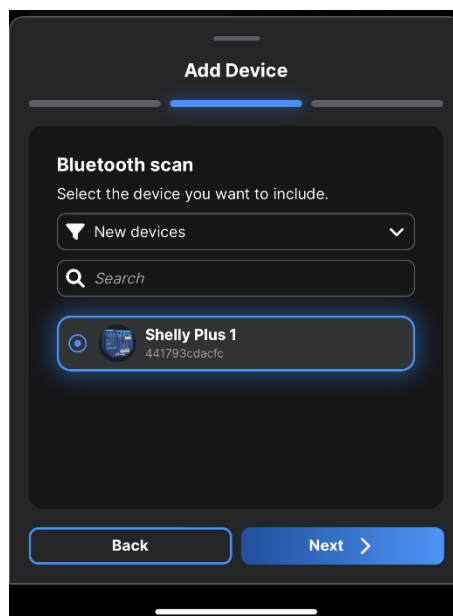 Add Device
Bluetooth scan
Select the device you want to include.
New devices
Search
Shelly Plus 1
441793cdacfc
Back
Next